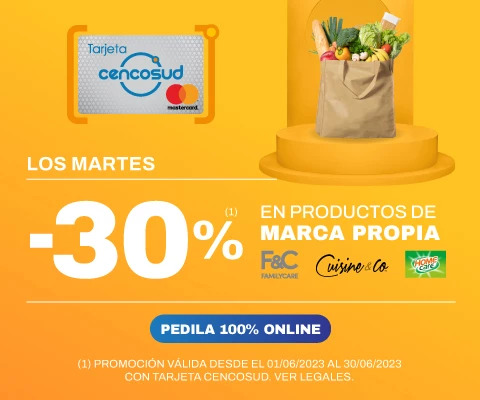 Tarjeta
cencosud
mastercard.
LOS MARTES
-30%
(1)
EN PRODUCTOS DE
MARCA PROPIA
F&C
FAMILYCARE
Cuisine & Co
HOME
care
PEDILA 100% ONLINE
(1) PROMOCIÓN VÁLIDA DESDE EL 01/06/2023 AL 30/06/2023
CON TARJETA CENCOSUD. VER LEGALES.